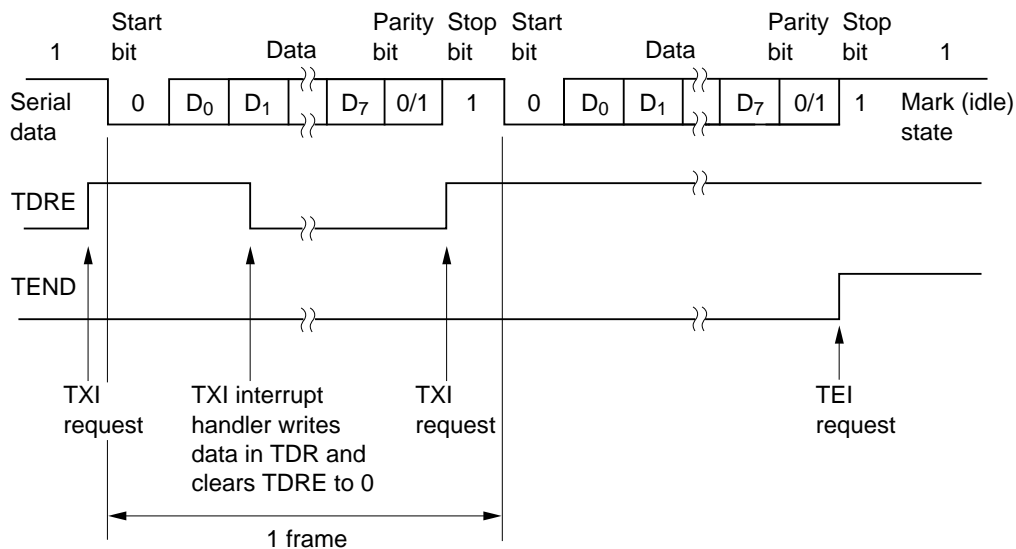 Start Parity Stop Start Parity Stop
1 bit Data bit bit bit Data bit bit 1
Serial data
0 D0 D1 D7 0/1 1 0 D0 D1 D7 0/1 1
Mark (idle) state
TDRE
TEND
TXI request
TXI interrupt
handler writes
data in TDR and
clears TDRE to 0
TXI request
TEI request
1 frame